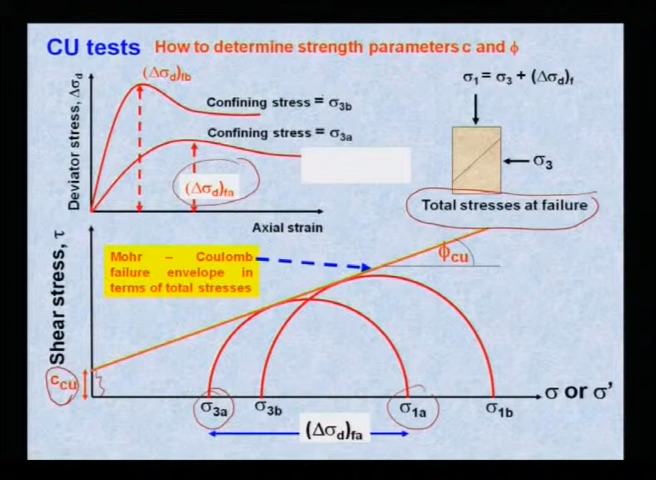 CU tests How to determine strength parameters c and ϕ
Deviator stress, Δσd
(Δσd)fb
Confining stress = σ3b
Confining stress = σ3a
(Δσd)fa
Axial strain
σ1 = σ3 + (Δσd)f
σ3
Total stresses at failure
Shear stress, τ
Mohr – Coulomb
failure envelope in
terms of total stresses
ϕcu
ccu
σ3a σ3b σ1a σ1b
σ or σ'
(Δσd)fa